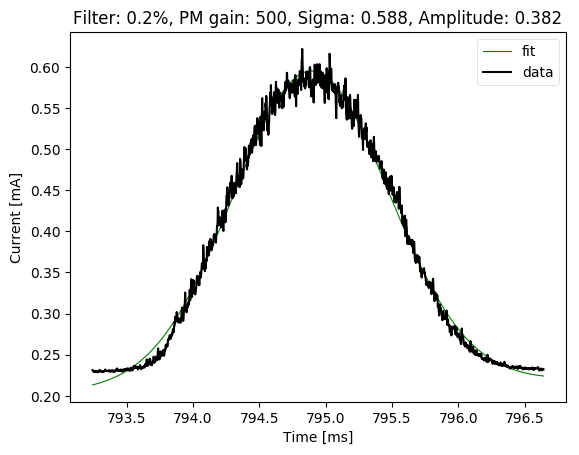 Filter: 0.2%, PM gain: 500, Sigma: 0.588, Amplitude: 0.382
fit
data
0.60
0.55
0.50
0.45
0.40
0.35
0.30
0.25
0.20
Current [mA]
793.5 794.0 794.5 795.0 795.5 796.0 796.5
Time [ms]